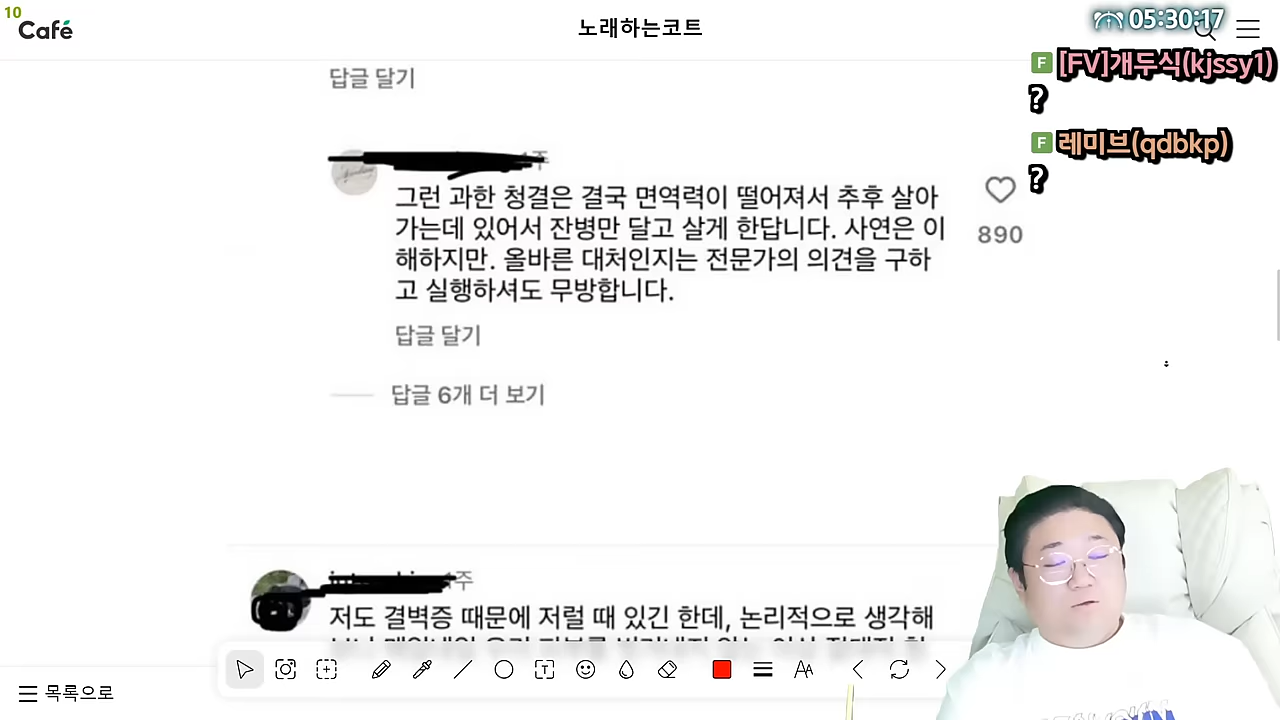 10
Café
노래하는코트
05:30:17
[FV]개두식(kjssy1)
?
레미브(qdbkp)
?
답글 달기
그런 과한 청결은 결국 면역력이 떨어져서 추후 살아
가는데 있어서 잔병만 달고 살게 한답니다. 사연은 이
해하지만. 올바른 대처인지는 전문가의 의견을 구하
고 실행하셔도 무방합니다.
890
답글 달기
답글 6개 더 보기
저도 결벽증 때문에 저럴 때 있긴 한데, 논리적으로 생각해
목록으로